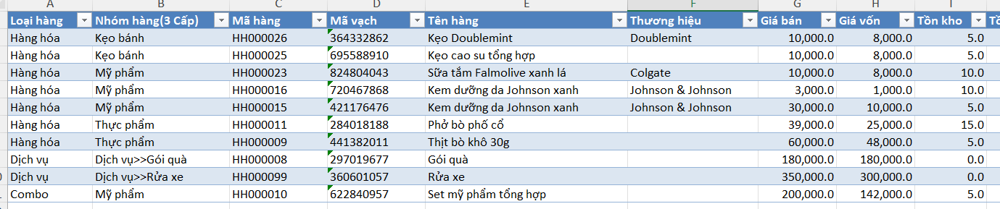 A B C D E F G H I
Loại hàng Nhóm hàng(3 Cấp) Mã hàng Mã vạch Tên hàng Thương hiệu Giá bán Giá vốn Tồn kho
Hàng hóa Kẹo bánh HH000026 364332862 Kẹo Doublemint Doublemint 10,000.0 8,000.0 5.0
Hàng hóa Kẹo bánh HH000025 695588910 Kẹo cao su tổng hợp 10,000.0 8,000.0 5.0
Hàng hóa Mỹ phẩm HH000023 824804043 Sữa tắm Falmolive xanh lá Colgate 10,000.0 8,000.0 10.0
Hàng hóa Mỹ phẩm HH000016 720467868 Kem dưỡng da Johnson xanh Johnson & Johnson 3,000.0 1,000.0 10.0
Hàng hóa Mỹ phẩm HH000015 421176476 Kem dưỡng da Johnson xanh Johnson & Johnson 30,000.0 10,000.0 5.0
Hàng hóa Thực phẩm HH000011 284018188 Phở bò phố cổ 39,000.0 25,000.0 15.0
Hàng hóa Thực phẩm HH000009 441382011 Thịt bò khô 30g 60,000.0 48,000.0 5.0
Dịch vụ Dịch vụ>>Gói quà HH000008 297019677 Gói quà 180,000.0 180,000.0 0.0
Dịch vụ Dịch vụ>>Rửa xe HH000099 360601057 Rửa xe 350,000.0 300,000.0 0.0
Combo Mỹ phẩm HH000010 622840957 Set mỹ phẩm tổng hợp 200,000.0 142,000.0 5.0